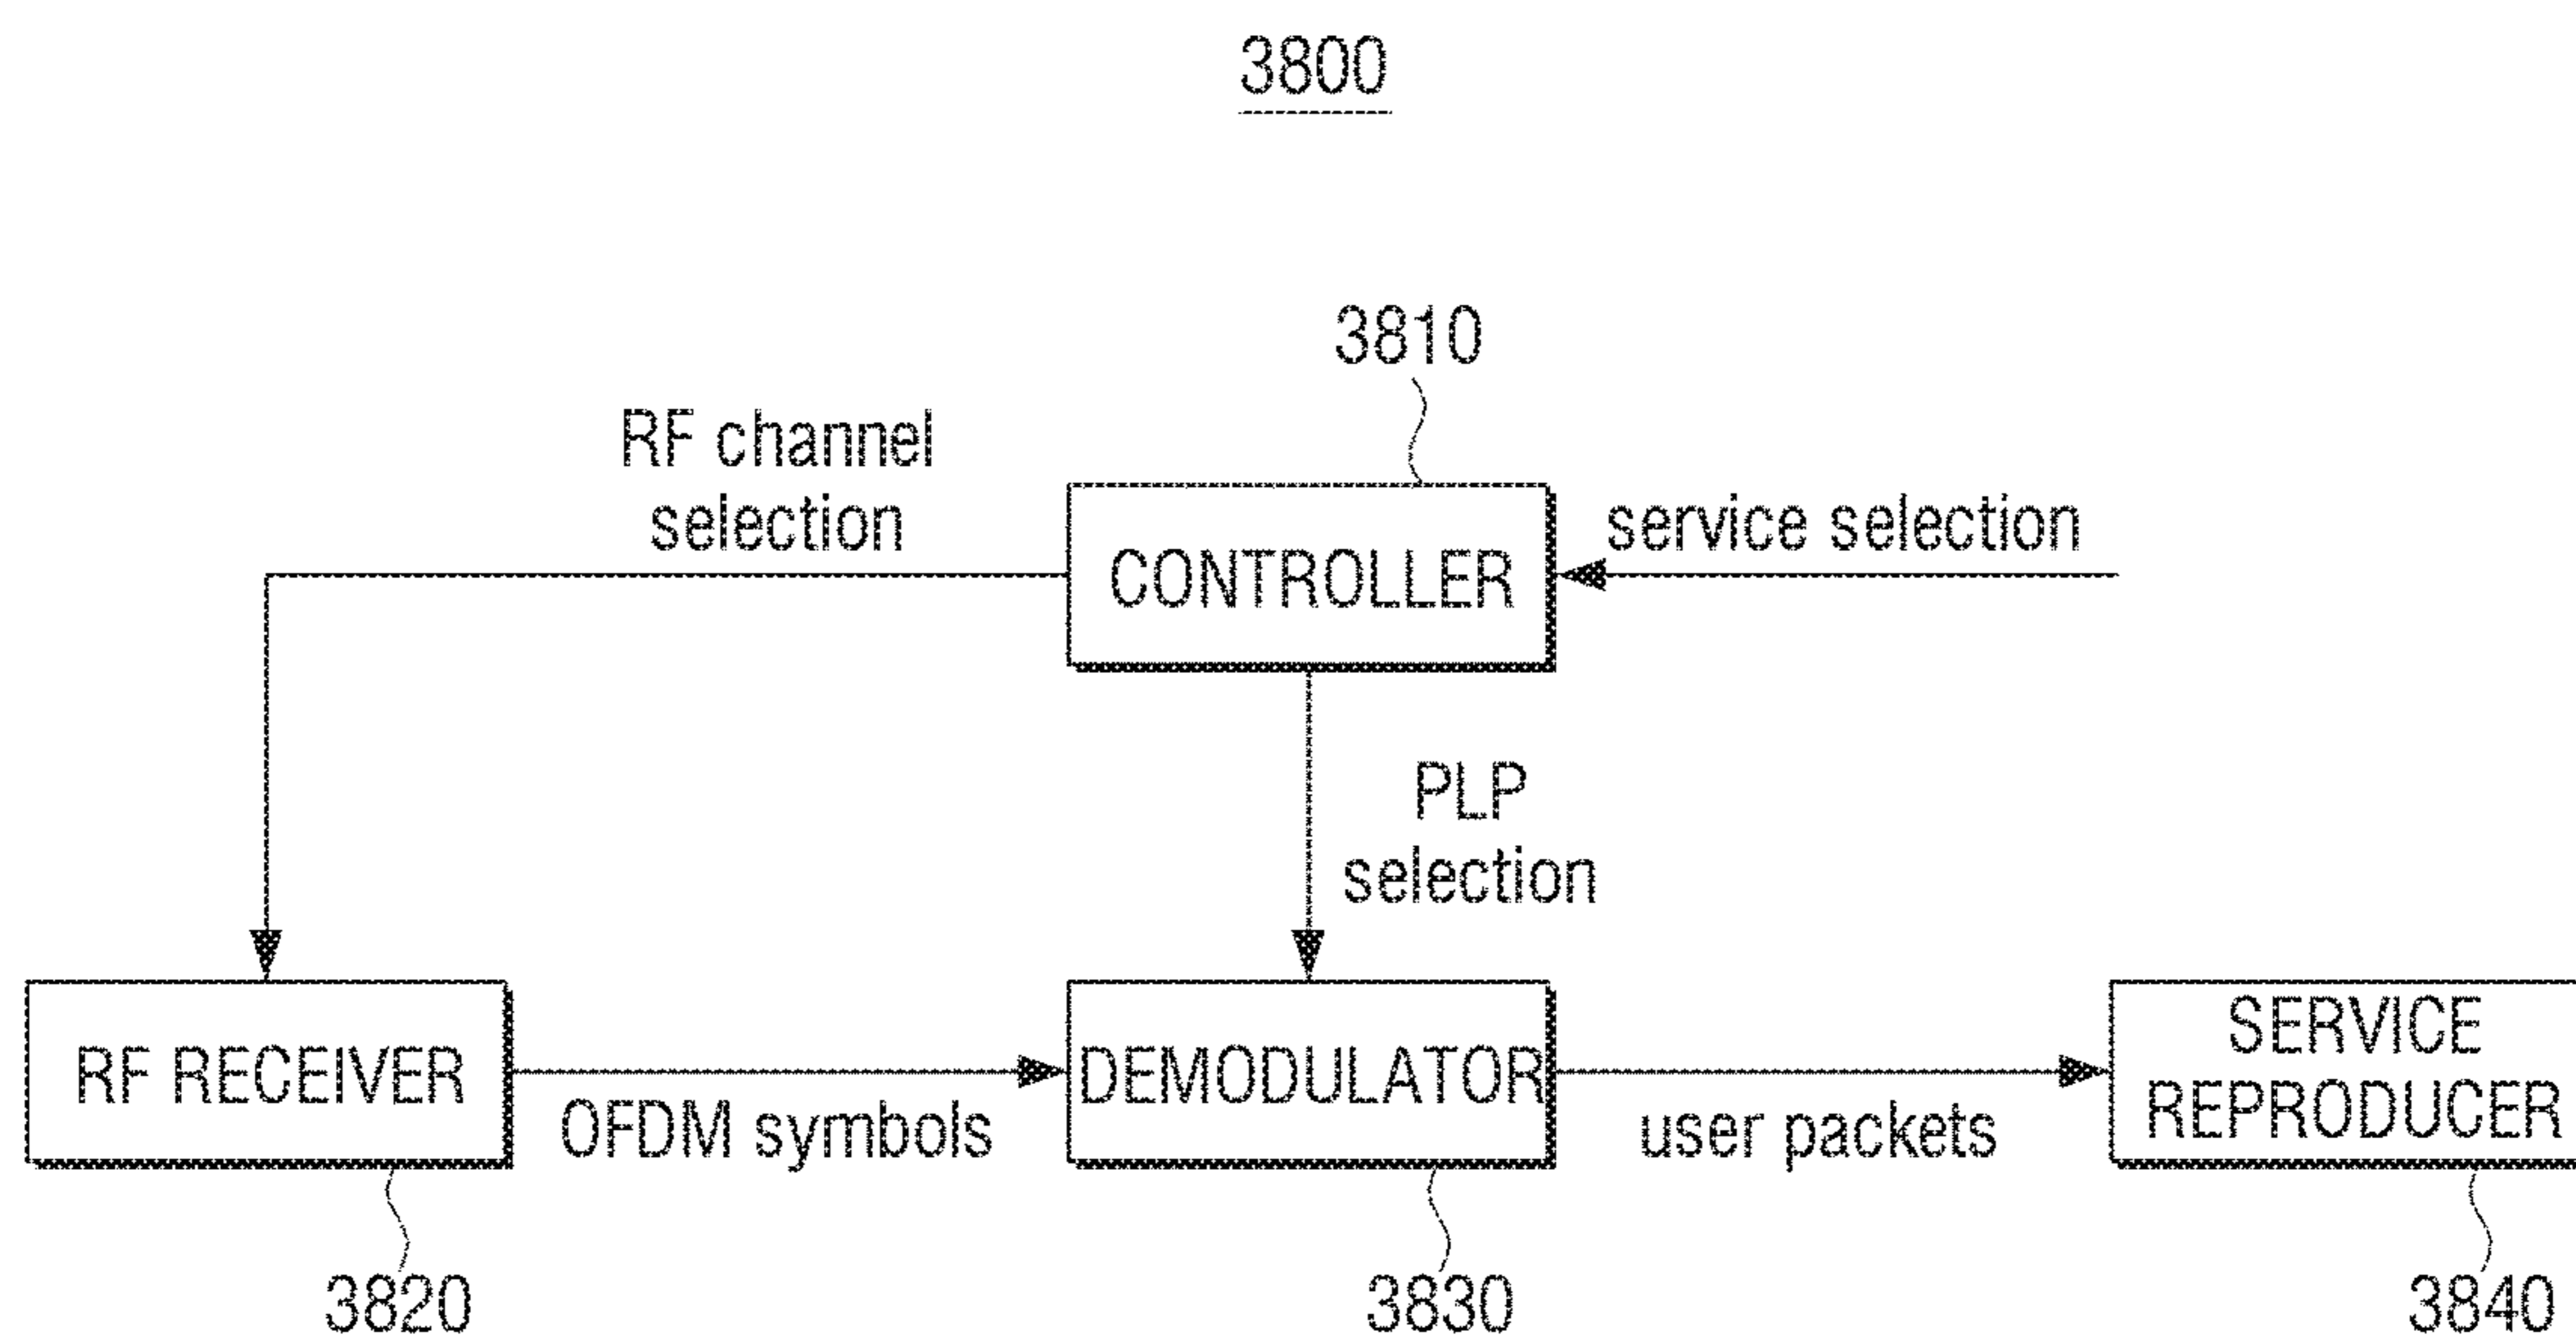 3800
3810
RF channel
selection
CONTROLLER
service selection
PLP
selection
RF RECEIVER
OFDM symbols
DEMODULATOR
user packets
SERVICE
REPRODUCER
3820
3830
3840